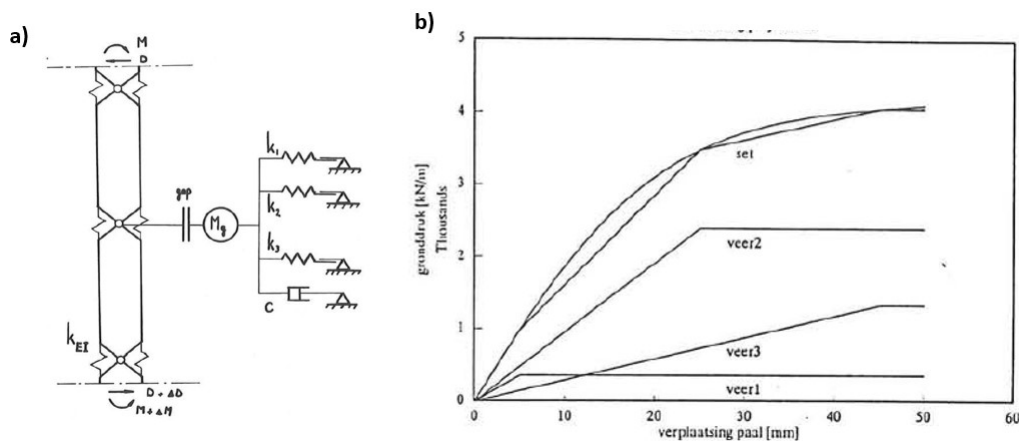 a)
M
D
k1
gap
Mg
k2
k3
C
kEI
D + ΔD
M + ΔM
b)
gronddruk [kN/m]
Thousands
5
4
3
2
1
0
set
veer2
veer3
veer1
0
10
20
30
40
50
60
verplaatsing paal [mm]